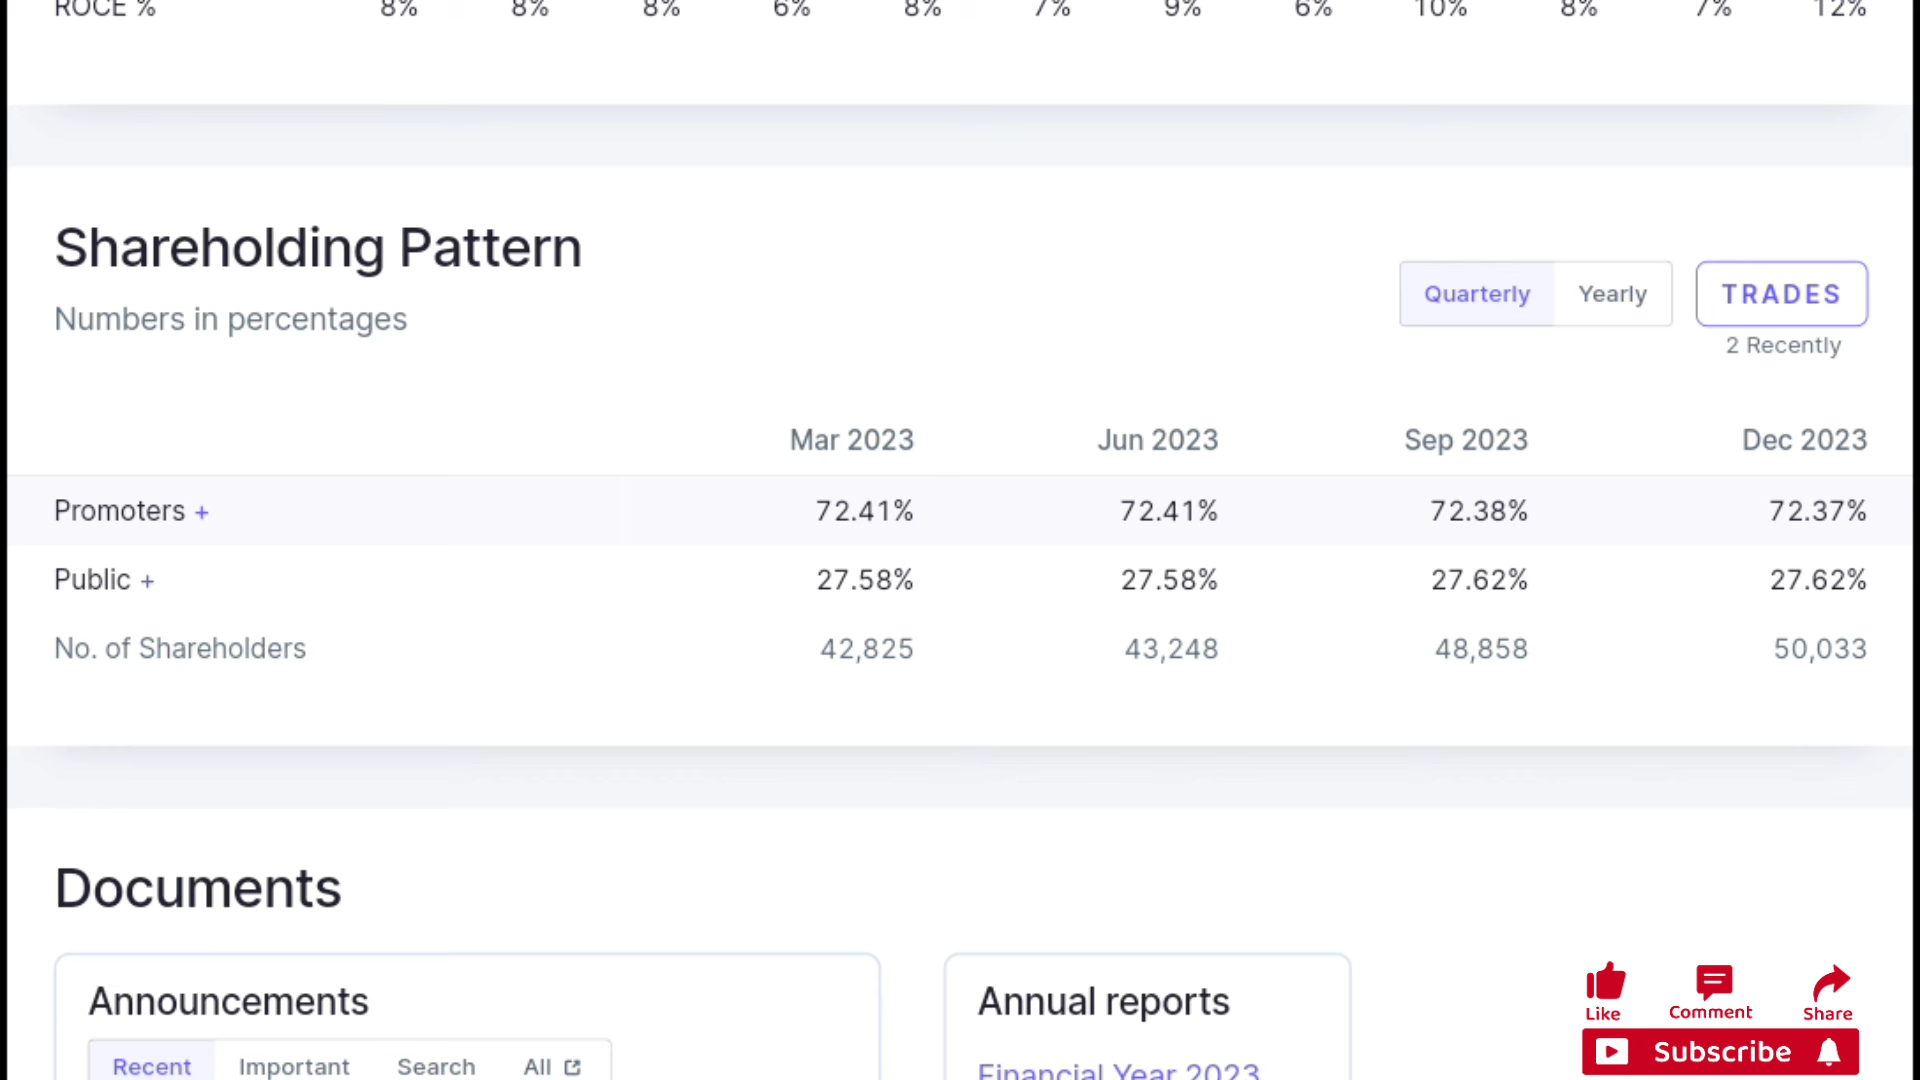 ROCE % 8% 8% 8% 6% 8% 7% 9% 6% 10% 8% 7% 12%
Shareholding Pattern
Numbers in percentages
Quarterly Yearly TRADES
2 Recently
Mar 2023 Jun 2023 Sep 2023 Dec 2023
Promoters + 72.41% 72.41% 72.38% 72.37%
Public + 27.58% 27.58% 27.62% 27.62%
No. of Shareholders 42,825 43,248 48,858 50,033
Documents
Announcements
Recent Important Search All
Annual reports
Financial Year 2023
Like Comment Share
Subscribe